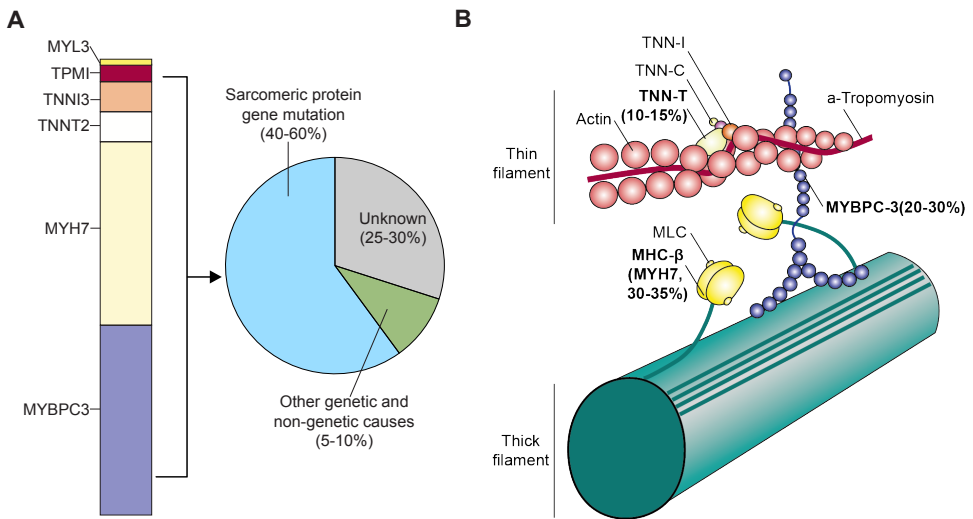 A
MYL3
TPMI
TNNI3
TNNT2
MYH7
MYBPC3
Sarcomeric protein
gene mutation
(40-60%)
Unknown
(25-30%)
Other genetic and
non-genetic causes
(5-10%)
B
TNN-I
TNN-C
TNN-T
(10-15%)
Actin
a-Tropomyosin
Thin
filament
MYBPC-3(20-30%)
MLC
MHC-β
(MYH7,
30-35%)
Thick
filament